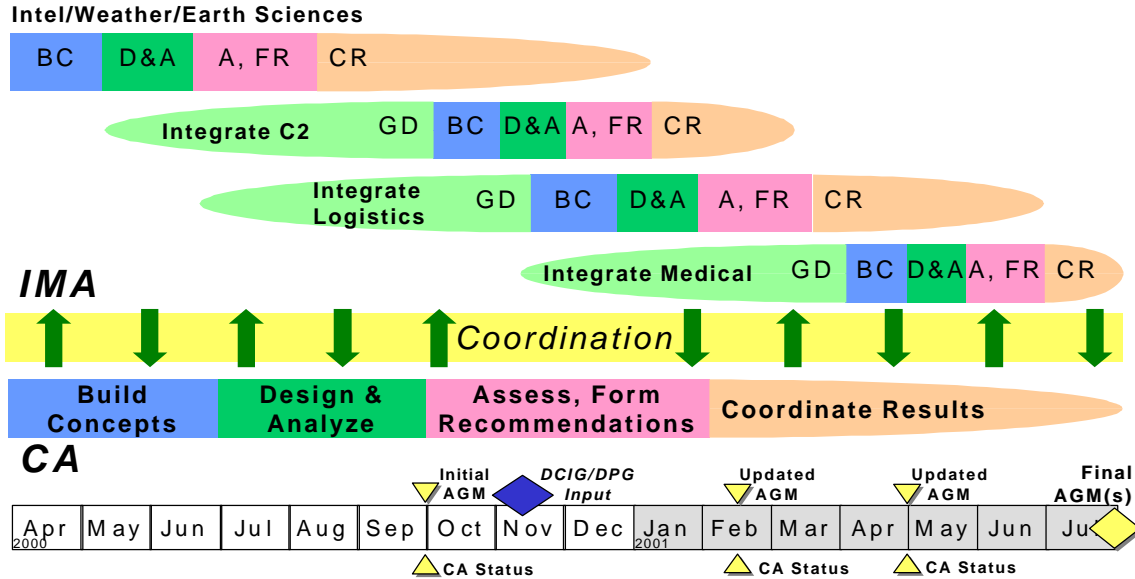 Intel/Weather/Earth Sciences
BC D&A A, FR CR
Integrate C2 GD BC D&A A, FR CR
Integrate
Logistics GD BC D&A A, FR CR
Integrate Medical GD BC D&A A, FR CR
IMA
Coordination
Build
Concepts
Design &
Analyze
Assess, Form
Recommendations
Coordinate Results
CA
Initial
AGM
DCIG/DPG
Input
Updated
AGM
Updated
AGM
Final
AGM(s)
Apr May Jun Jul Aug Sep Oct Nov Dec Jan Feb Mar Apr May Jun
2000 2001
CA Status CA Status CA Status